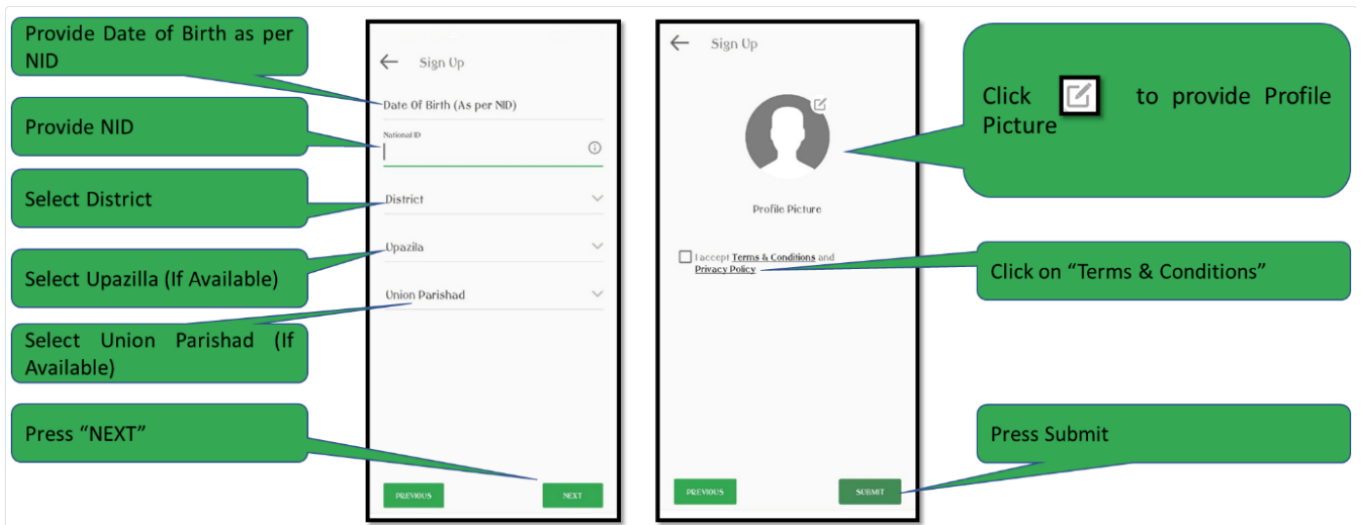 Provide Date of Birth as per
NID
Provide NID
Select District
Select Upazilla (If Available)
Select Union Parishad (If
Available)
Press “NEXT”
Sign Up
Date Of Birth (As per NID)
National ID
District
Upazila
Union Parishad
PREVIOUS
NEXT
Sign Up
Profile Picture
I accept Terms & Conditions and
Privacy Policy
PREVIOUS
SUBMIT
Click to provide Profile
Picture
Click on “Terms & Conditions”
Press Submit